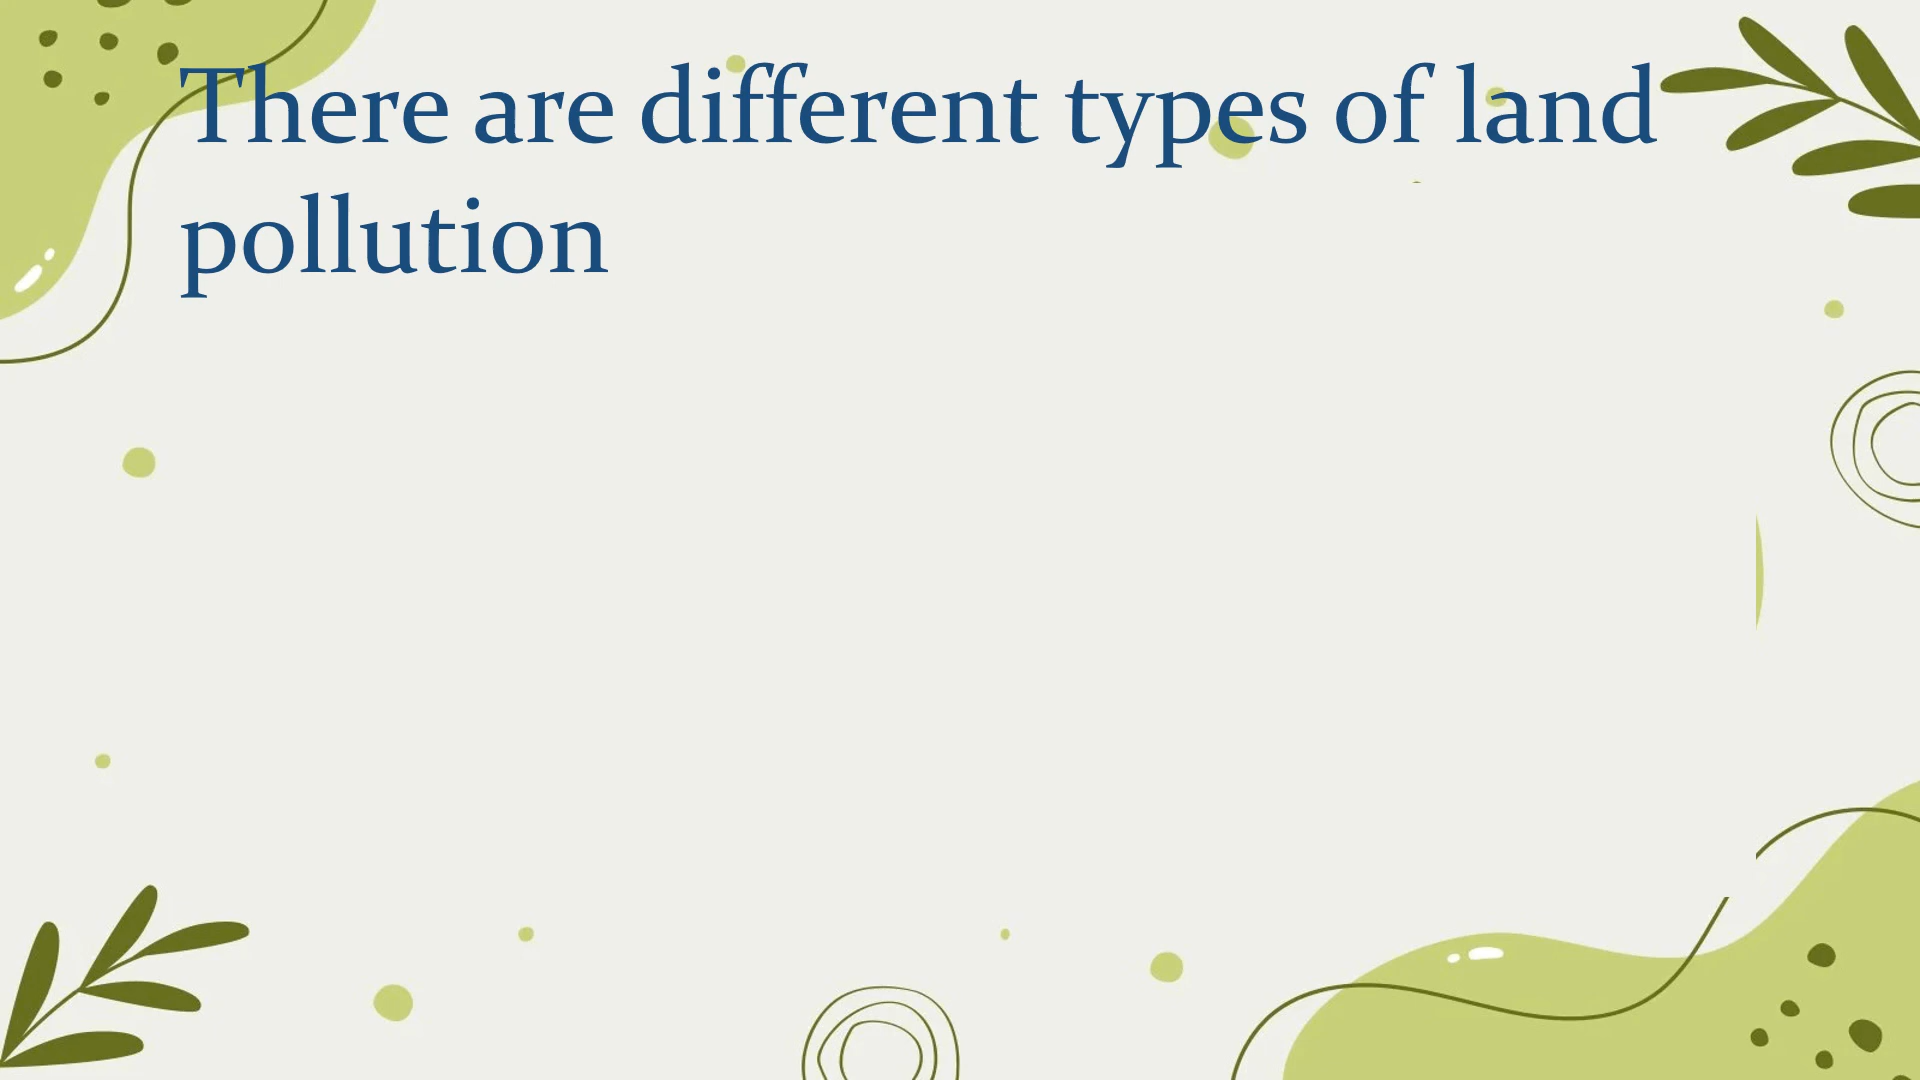 There are different types of land
pollution